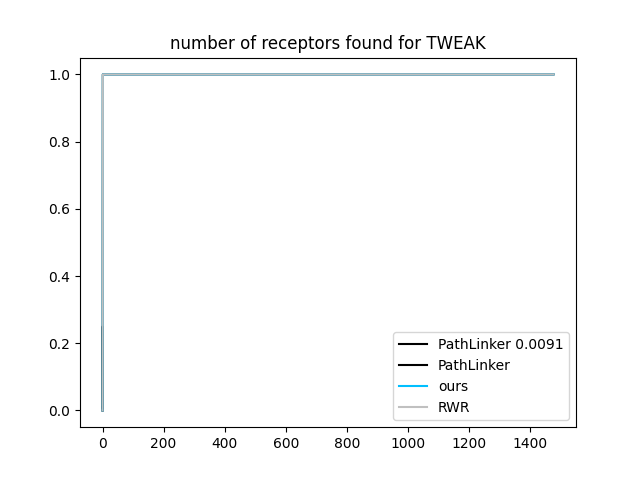 number of receptors found for TWEAK
1.0
0.8
0.6
0.4
0.2
0.0
PathLinker 0.0091
PathLinker
ours
RWR
0 200 400 600 800 1000 1200 1400